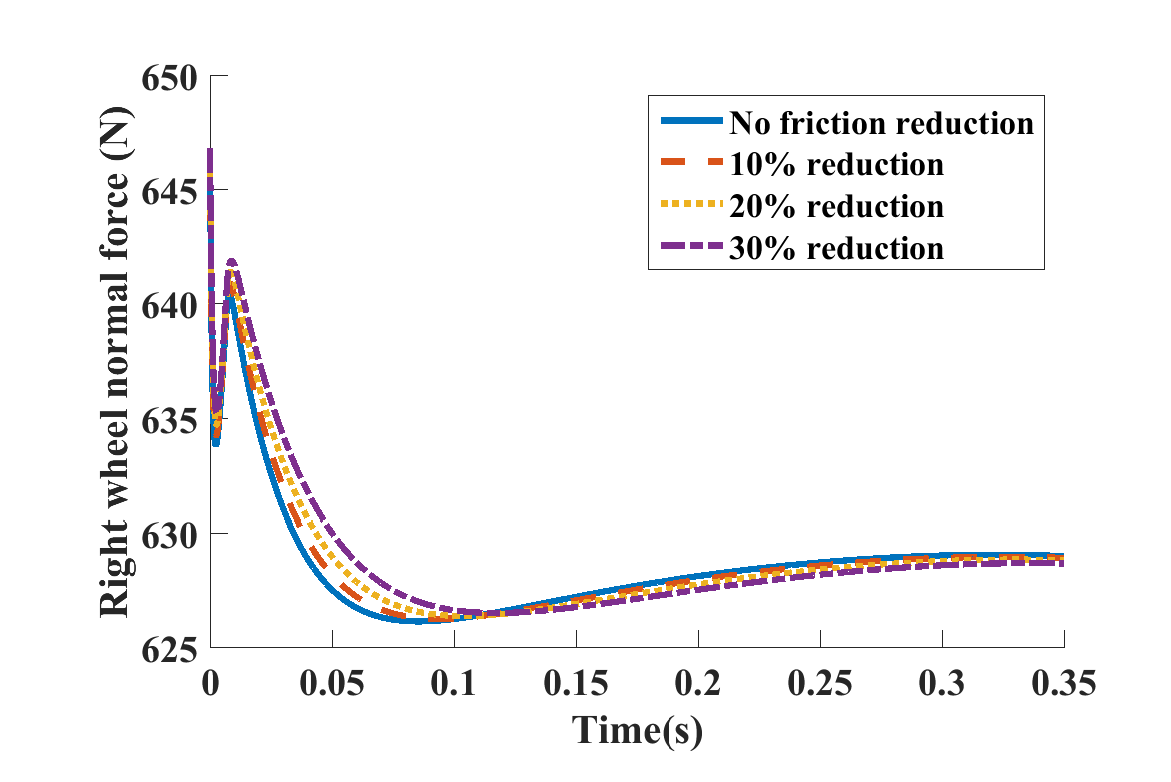 Right wheel normal force (N)
650
645
640
635
630
625
No friction reduction
10% reduction
20% reduction
30% reduction
0 0.05 0.1 0.15 0.2 0.25 0.3 0.35
Time(s)